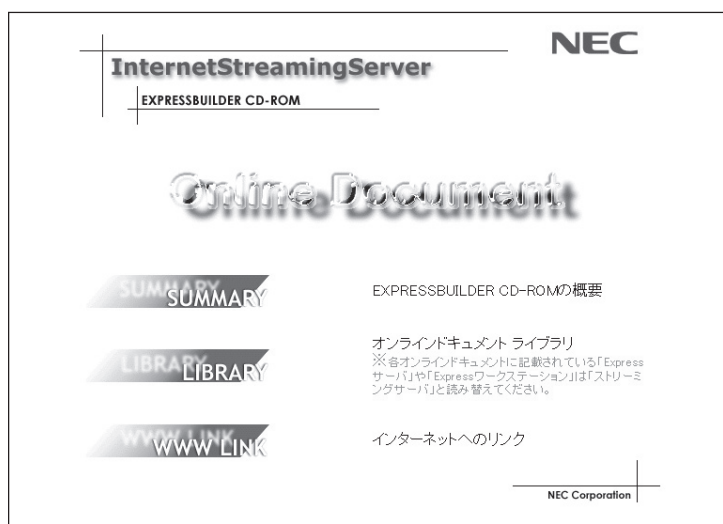 NEC
InternetStreamingServer
EXPRESSBUILDER CD-ROM
Online Document
SUMMARY SUMMARY
EXPRESSBUILDER CD-ROMの概要
LIBRARY LIBRARY
オンラインドキュメント ライブラリ
※各オンラインドキュメントに記載されている「Express
サーバ」や「Expressワークステーション」は「ストリーミ
ングサーバ」と読み替えてください。
WWW LINK WWW LINK
インターネットへのリンク
NEC Corporation